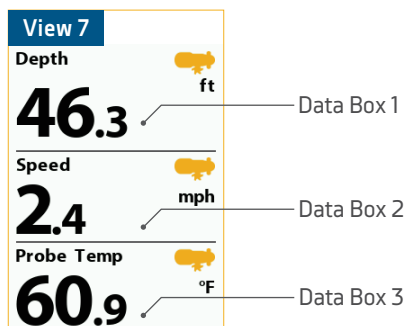 View 7
Depth
ft
46.3
Data Box 1
Speed
mph
2.4
Data Box 2
Probe Temp
°F
60.9
Data Box 3